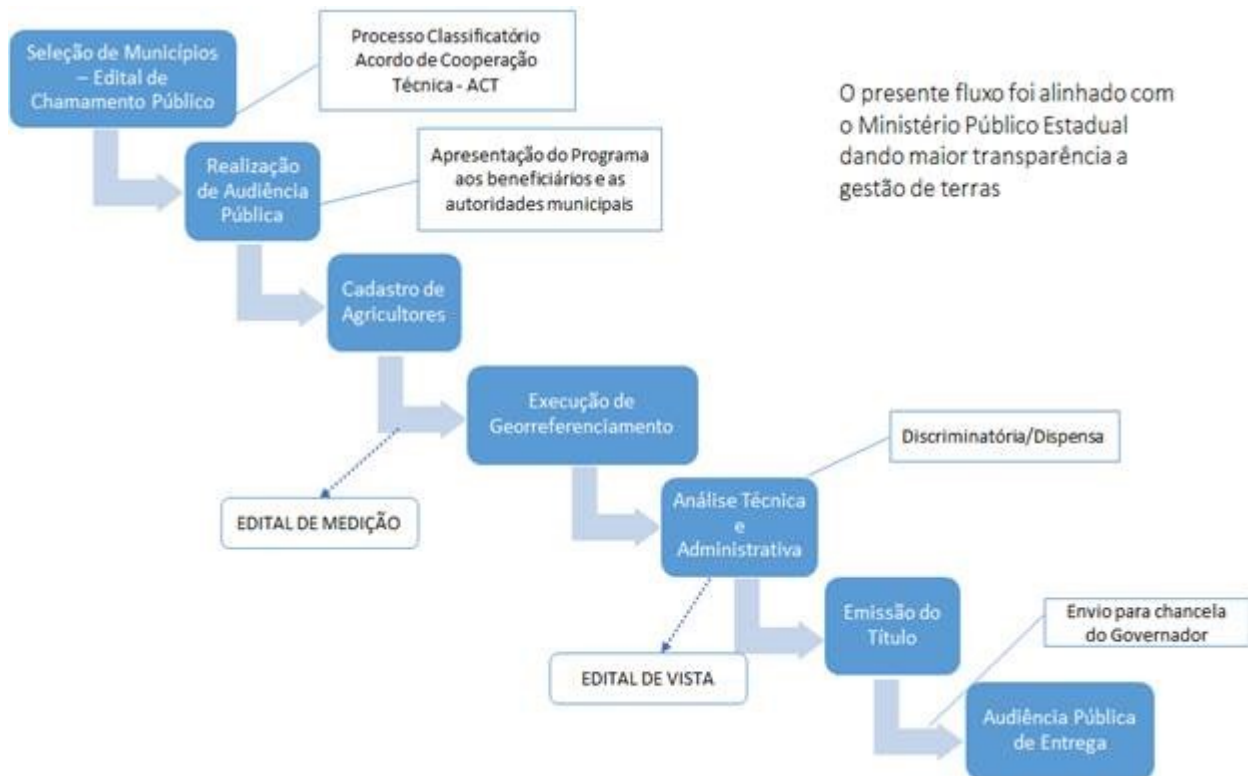 Seleção de Municípios
– Edital de
Chamamento Público
Processo Classificatório
Acordo de Cooperação
Técnica - ACT
O presente fluxo foi alinhado com
o Ministério Público Estadual
dando maior transparência a
gestão de terras
Realização
de Audiência
Pública
Apresentação do Programa
aos beneficiários e as
autoridades municipais
Cadastro de
Agricultores
Execução de
Georreferenciamento
Discriminatória/Dispensa
EDITAL DE MEDIÇÃO
Análise Técnica
e
Administrativa
Emissão do
Título
Envio para chancela
do Governador
EDITAL DE VISTA
Audiência Pública
de Entrega